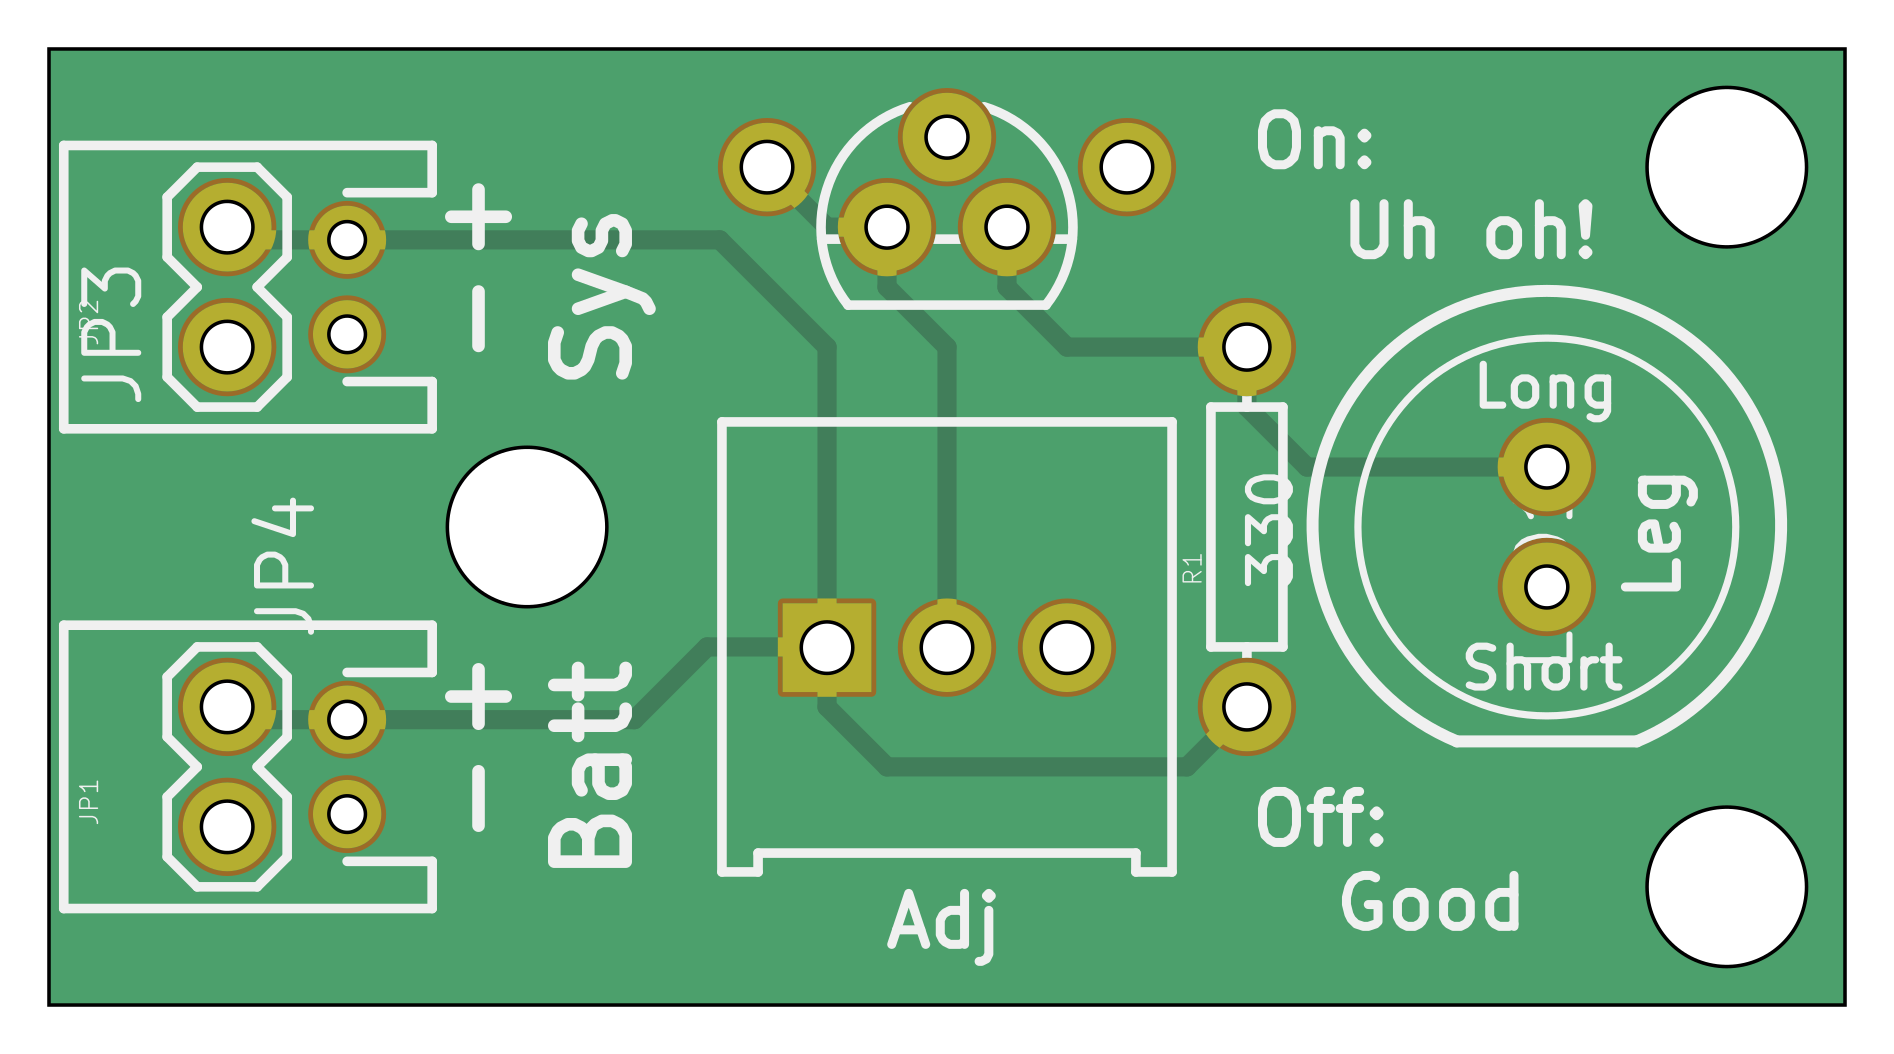 On:
Uh oh!
JP3
JP2
+
-
Sys
Long
Leg
Short
JP4
330
R1
JP1
+
-
Batt
Adj
Off:
Good